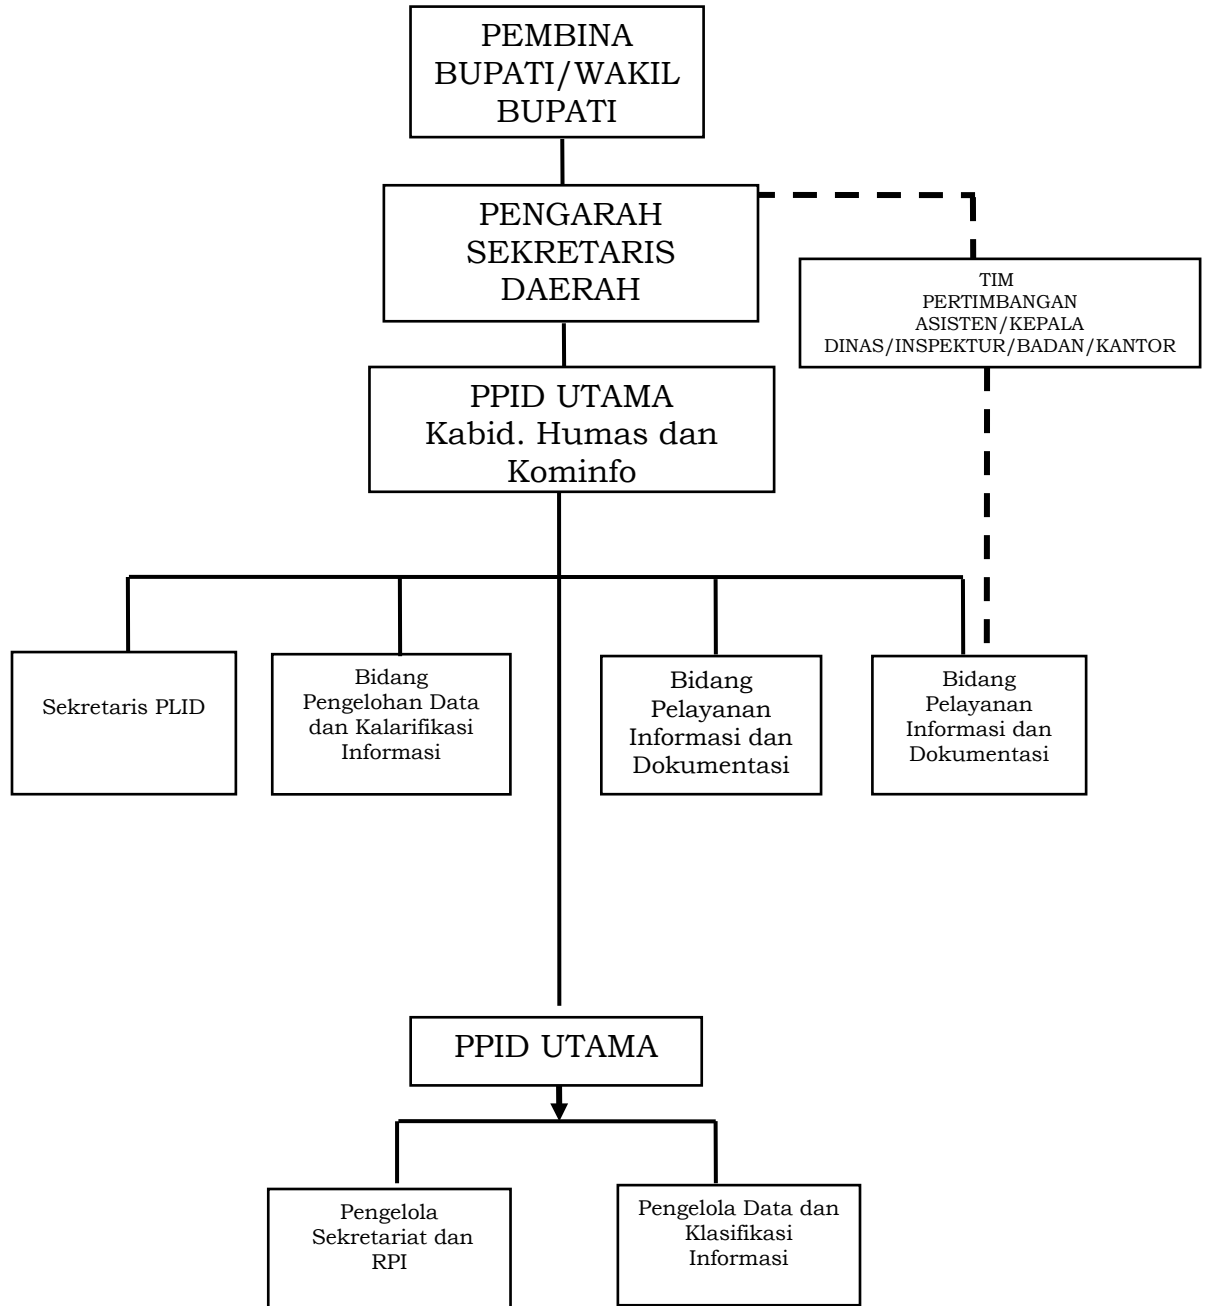 PEMBINA
BUPATI/WAKIL
BUPATI
PENGARAH
SEKRETARIS
DAERAH
TIM
PERTIMBANGAN
ASISTEN/KEPALA
DINAS/INSPEKTUR/BADAN/KANTOR
PPID UTAMA
Kabid. Humas dan
Kominfo
Sekretaris PLID
Bidang
Pengelohan Data
dan Kalarifikasi
Informasi
Bidang
Pelayanan
Informasi dan
Dokumentasi
Bidang
Pelayanan
Informasi dan
Dokumentasi
PPID UTAMA
Pengelola
Sekretariat dan
RPI
Pengelola Data dan
Klasifikasi
Informasi